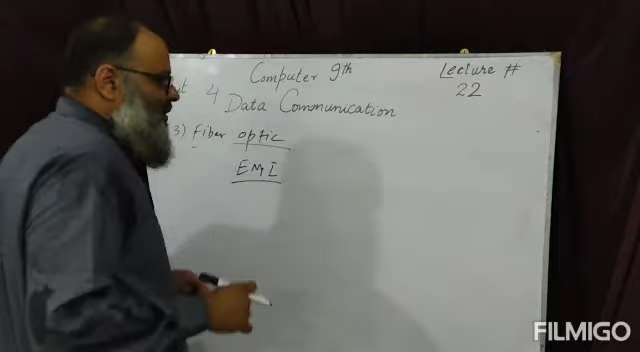 Computer 9th
Lecture #
22
4 Data Communication
3) Fiber optic
EMI
FILMIGO